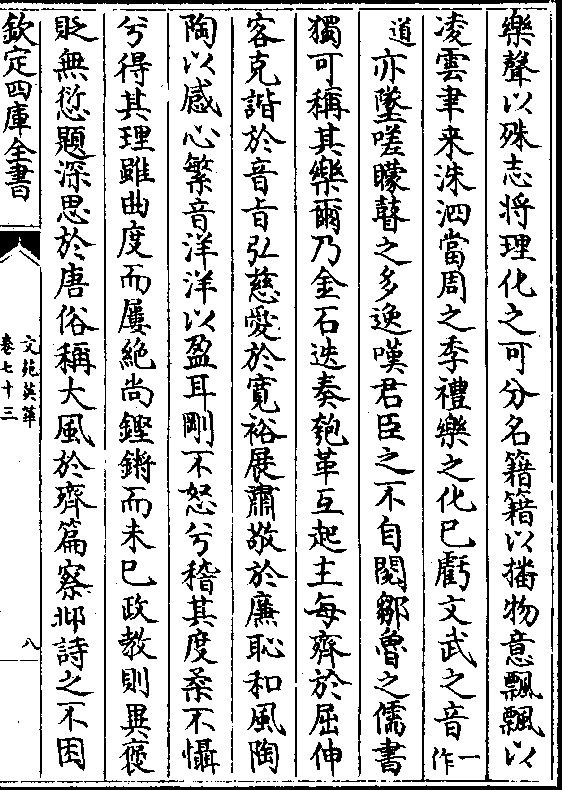 樂聲以殊志将理化之可分名籍籍以播物意飄飄以
凌雲聿来洙泗當周之季禮樂之化已虧文武之音一作
道亦墜嗟矇瞽之多逸嘆君臣之不自閱鄒魯之儒書
獨可稱其樂爾乃金石迭奏匏革互起主每齊於屈伸
客克諧於音旨弘慈愛於寛裕展肅敬於廉恥和風陶
陶以感心繁音洋洋以盈耳剛不怒兮稽其度柔不懾
兮得其理雖曲度而屢絶尚鏗鏘而未已政教則異褒
貶無愆題深思於唐俗稱大風於齊篇察邶詩之不困
欽定四庫全書
文苑英華
卷七十三
八